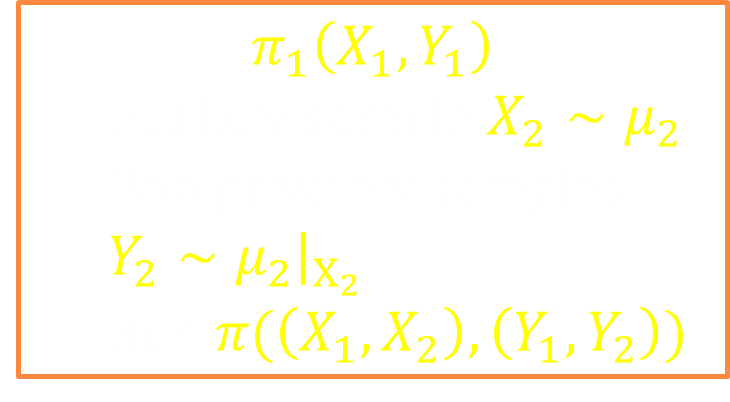 π₁(X₁, Y₁)
X₂ ~ μ₂
Y₂ ~ μ₂|X₂
π((X₁, X₂), (Y₁, Y₂))